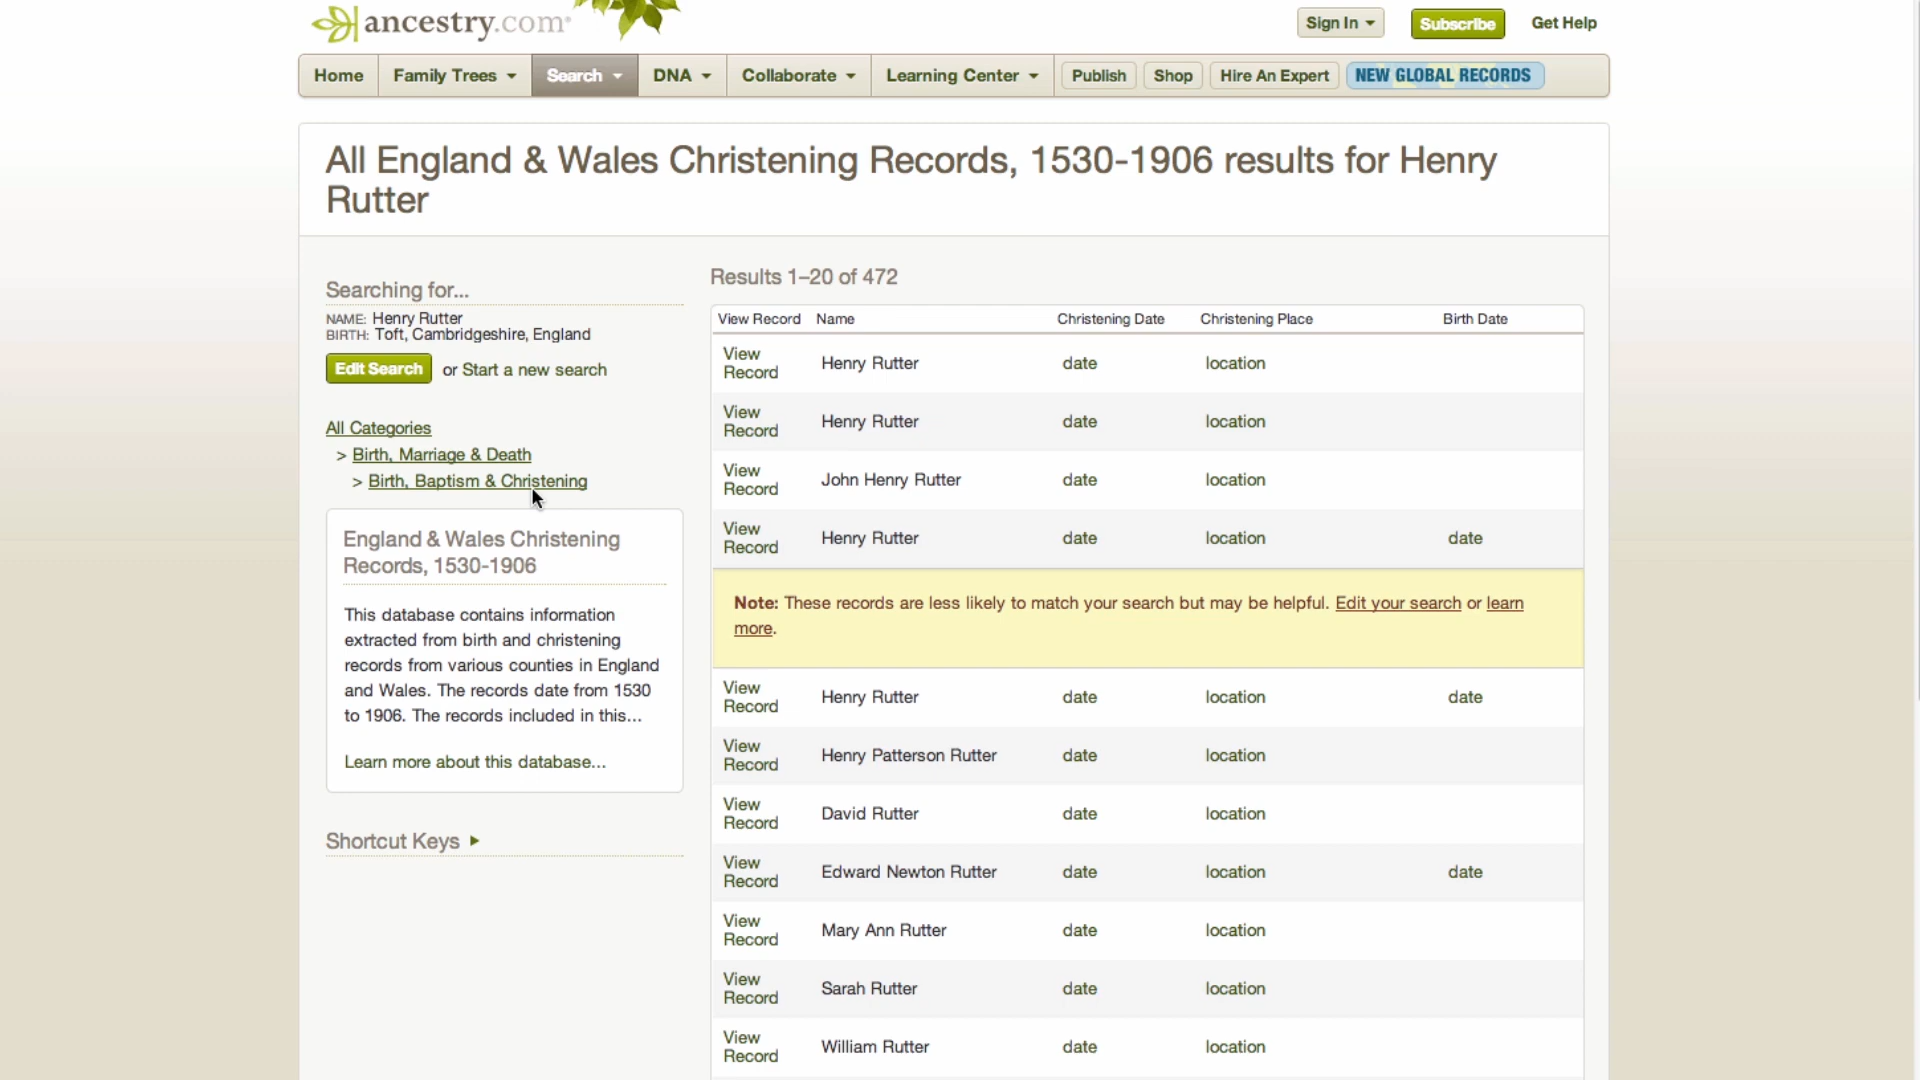 ancestry.com
Sign In
Subscribe
Get Help
Home
Family Trees
Search
DNA
Collaborate
Learning Center
Publish
Shop
Hire An Expert
NEW GLOBAL RECORDS
All England & Wales Christening Records, 1530-1906 results for Henry
Rutter
Searching for...
NAME: Henry Rutter
BIRTH: Toft, Cambridgeshire, England
Edit Search or Start a new search
All Categories
> Birth, Marriage & Death
> Birth, Baptism & Christening
England & Wales Christening
Records, 1530-1906
This database contains information
extracted from birth and christening
records from various counties in England
and Wales. The records date from 1530
to 1906. The records included in this...
Learn more about this database...
Shortcut Keys
Results 1–20 of 472
View Record Name Christening Date Christening Place Birth Date
View
Record Henry Rutter date location
View
Record Henry Rutter date location
View
Record John Henry Rutter date location
View
Record Henry Rutter date location date
Note: These records are less likely to match your search but may be helpful. Edit your search or learn
more.
View
Record Henry Rutter date location date
View
Record Henry Patterson Rutter date location
View
Record David Rutter date location
View
Record Edward Newton Rutter date location date
View
Record Mary Ann Rutter date location
View
Record Sarah Rutter date location
View
Record William Rutter date location